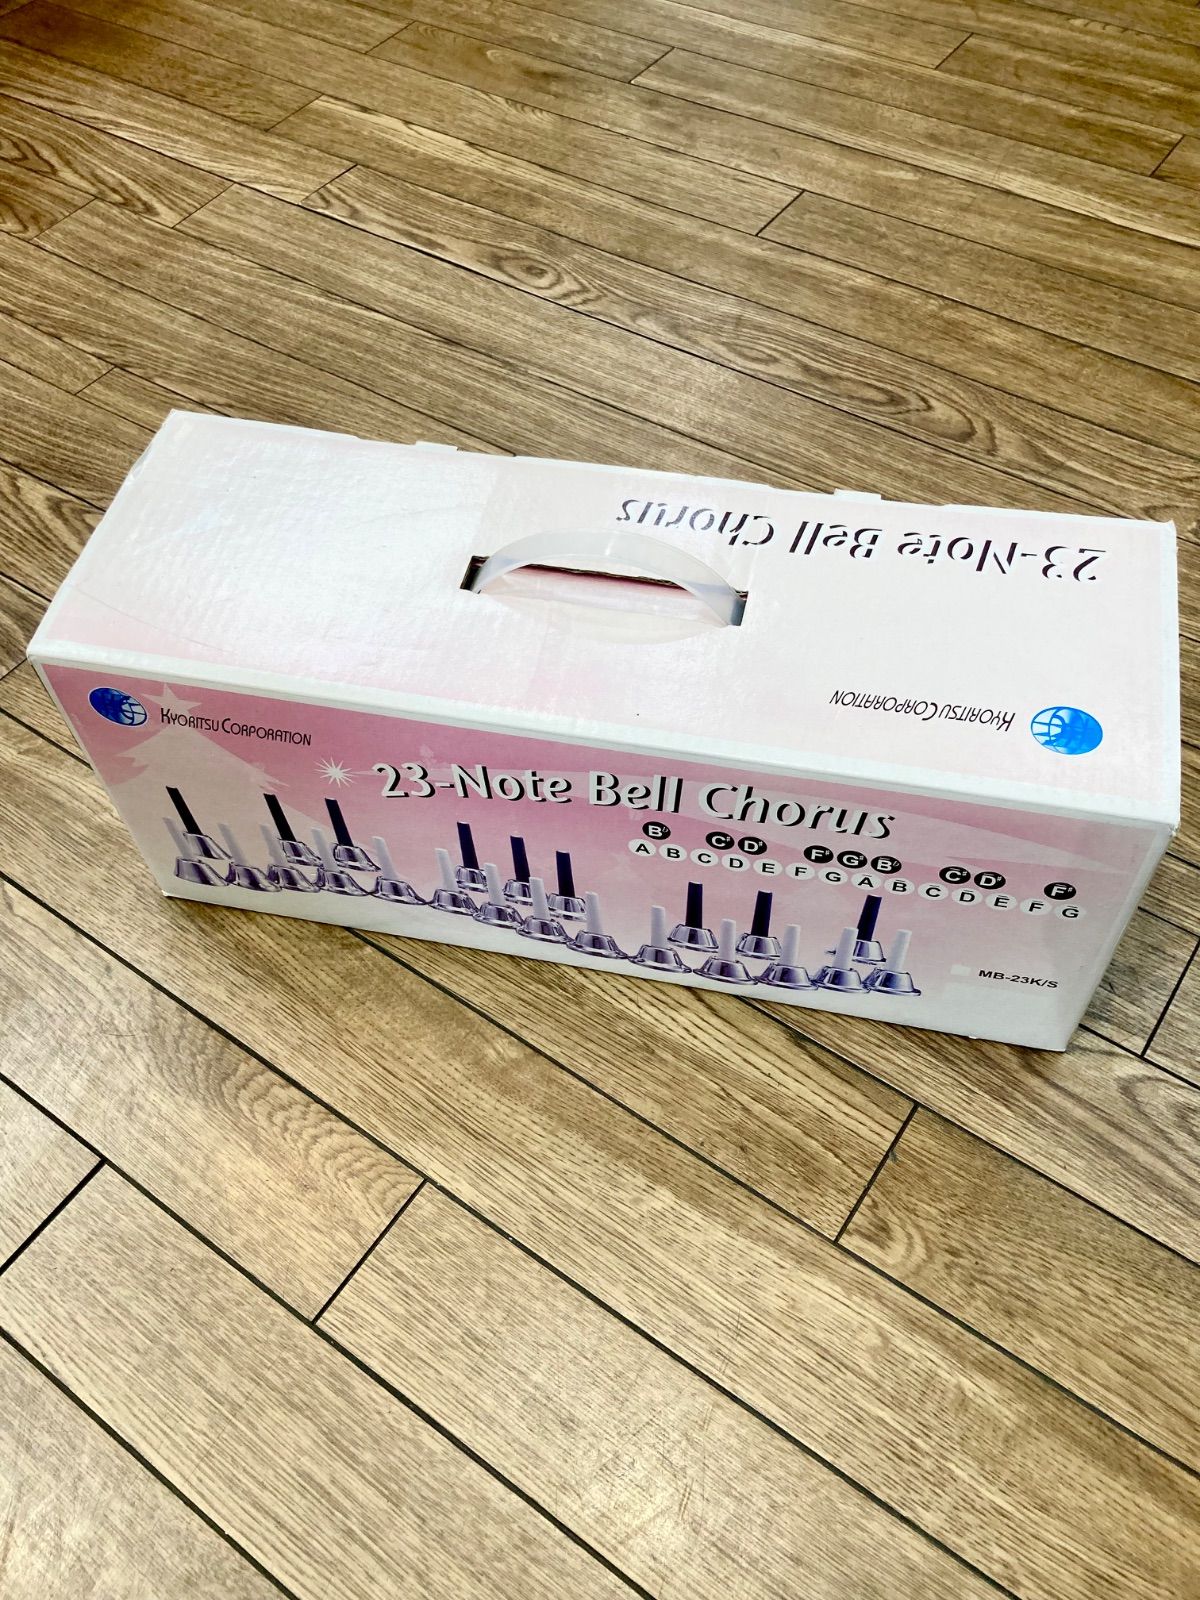 23-Note Bell Chorus
KYORITSU CORPORATION
KYORITSU CORPORATION
23-Note Bell Chorus
B♭ C♯ D♯ F♯ G♯ B♭ C♯ D♯ F♯
A B C D E F G A B C D E F G
MB-23K/S